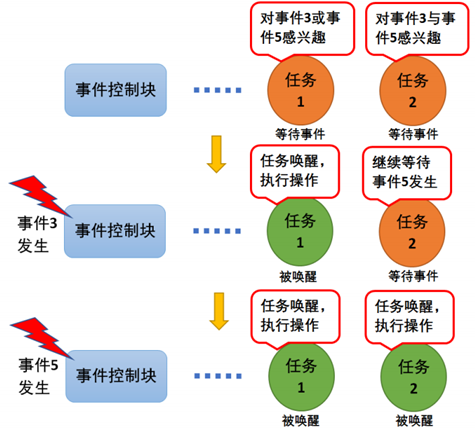 对事件3或事
件5感兴趣
对事件3与事
件5感兴趣
事件控制块
任务
1
任务
2
等待事件
等待事件
任务唤醒，
执行操作
继续等待
事件5发生
事件3
发生
事件控制块
任务
1
任务
2
被唤醒
等待事件
任务唤醒，
执行操作
任务唤醒，
执行操作
事件5
发生
事件控制块
任务
1
任务
2
被唤醒
被唤醒